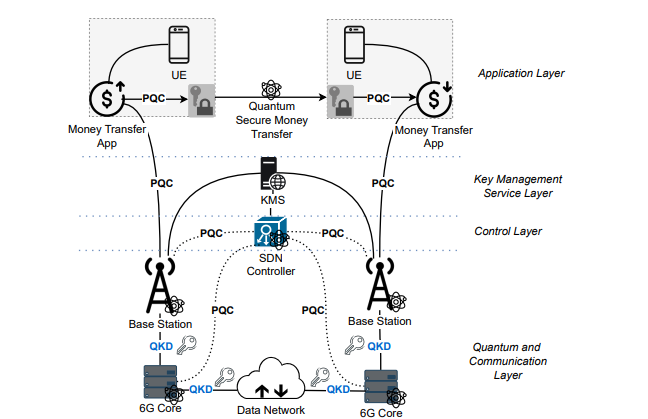 UE
UE
Application Layer
$
PQC
PQC
$
Quantum
Secure Money
Transfer
Money Transfer
App
Money Transfer
App
PQC
PQC
Key Management
Service Layer
KMS
PQC
PQC
Control Layer
SDN
Controller
Base Station
Base Station
PQC
PQC
QKD
QKD
Quantum and
Communication
Layer
QKD
QKD
6G Core
Data Network
6G Core